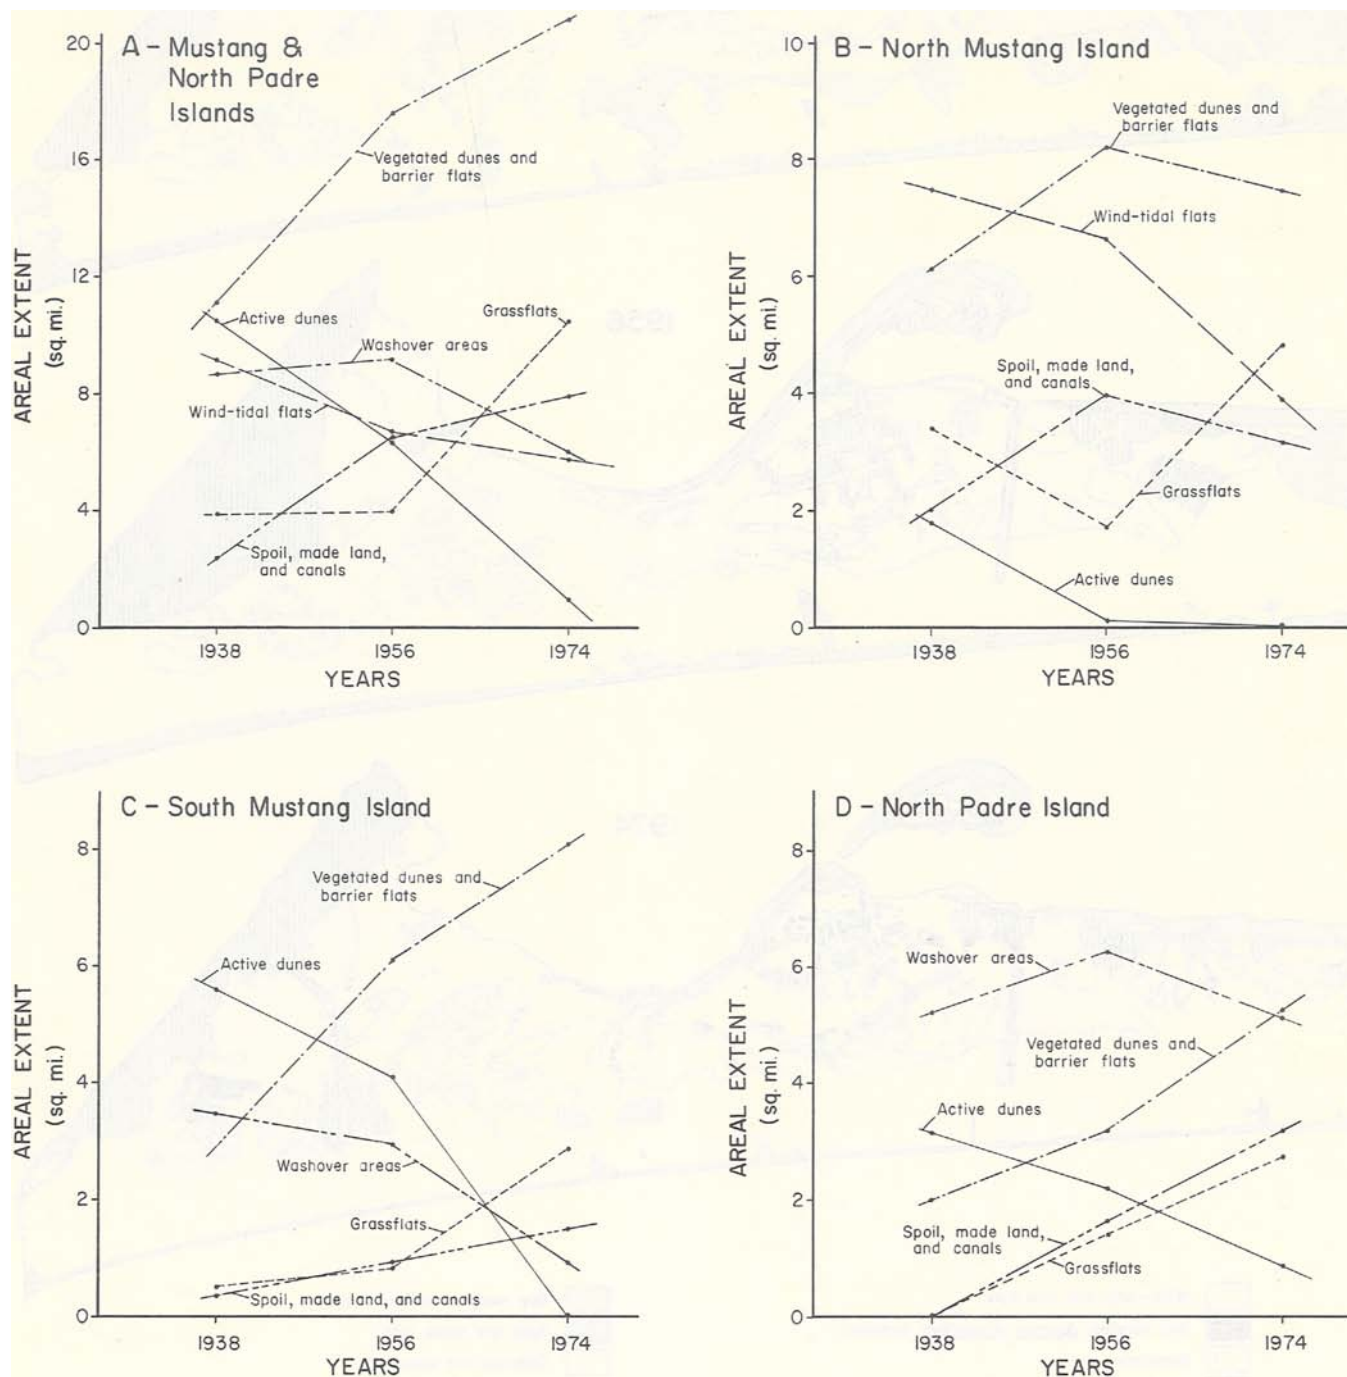 A - Mustang &
North Padre
Islands
20
16
12
8
4
0
AREAL EXTENT
(sq. mi.)
Vegetated dunes and
barrier flats
Active dunes
Grassflats
Washover areas
Wind-tidal flats
Spoil, made land,
and canals
1938 1956 1974
YEARS
B - North Mustang Island
10
8
6
4
2
0
AREAL EXTENT
(sq. mi.)
Vegetated dunes and
barrier flats
Wind-tidal flats
Spoil, made land,
and canals
Grassflats
Active dunes
1938 1956 1974
YEARS
C - South Mustang Island
8
6
4
2
0
AREAL EXTENT
(sq. mi.)
Vegetated dunes and
barrier flats
Active dunes
Washover areas
Grassflats
Spoil, made land, and canals
1938 1956 1974
YEARS
D - North Padre Island
8
6
4
2
0
AREAL EXTENT
(sq. mi.)
Washover areas
Vegetated dunes and
barrier flats
Active dunes
Spoil, made land,
and canals
Grassflats
1938 1956 1974
YEARS